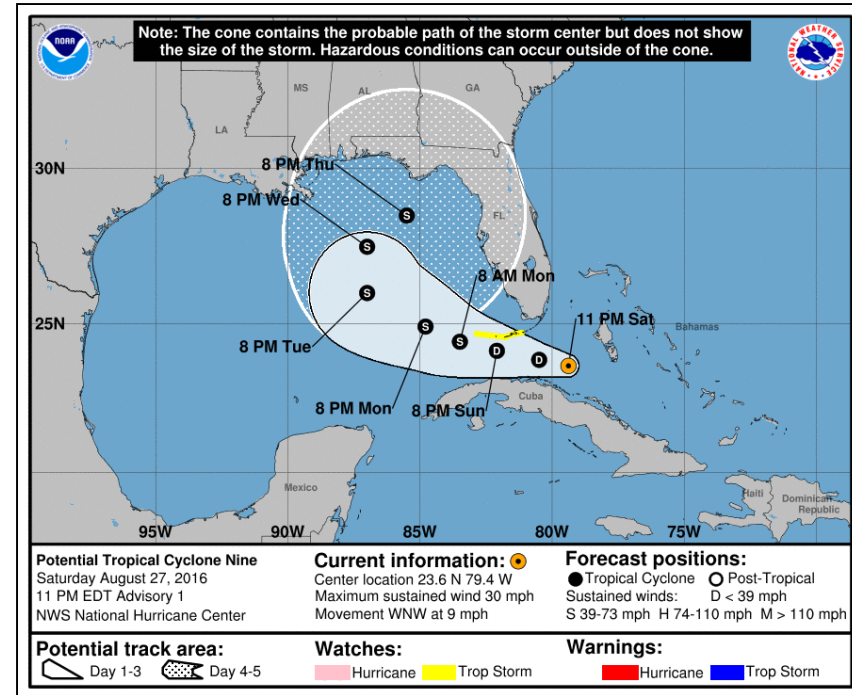 Note: The cone contains the probable path of the storm center but does not show
the size of the storm. Hazardous conditions can occur outside of the cone.
NOAA
NATIONAL WEATHER SERVICE
MS
AL
GA
LA
30N
8 PM Thu
8 PM Wed
FL
8 AM Mon
25N
11 PM Sat
Bahamas
8 PM Tue
8 PM Mon
8 PM Sun
Cuba
Mexico
Haiti
Dominican
Republic
95W
90W
85W
80W
75W
S
S
S
S
S
D
D
Potential Tropical Cyclone Nine
Saturday August 27, 2016
11 PM EDT Advisory 1
NWS National Hurricane Center
Current information:
Center location 23.6 N 79.4 W
Maximum sustained wind 30 mph
Movement WNW at 9 mph
Forecast positions:
Tropical Cyclone Post-Tropical
Sustained winds: D < 39 mph
S 39-73 mph H 74-110 mph M > 110 mph
Potential track area:
Day 1-3 Day 4-5
Watches:
Hurricane Trop Storm
Warnings:
Hurricane Trop Storm